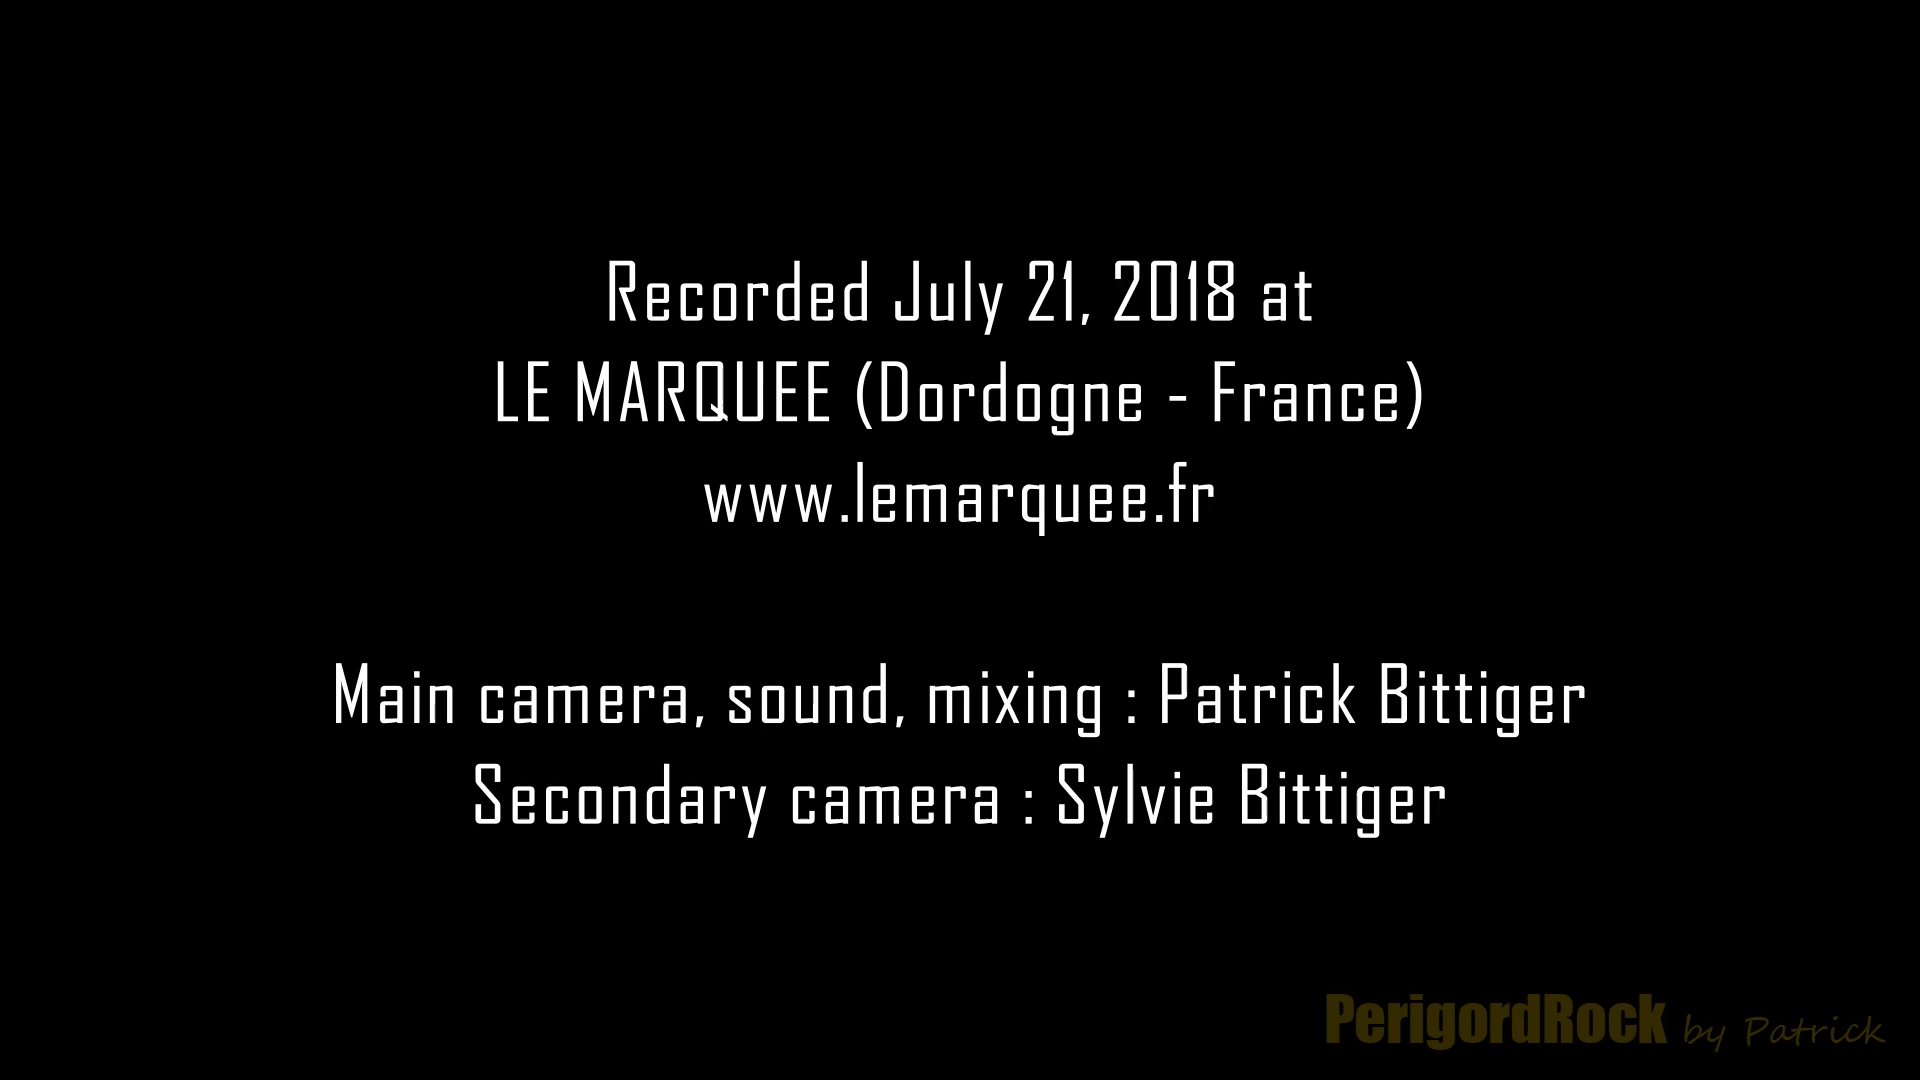 Recorded July 21, 2018 at
LE MARQUEE (Dordogne - France)
www.lemarquee.fr
Main camera, sound, mixing : Patrick Bittiger
Secondary camera : Sylvie Bittiger
PerigordRock by Patrick